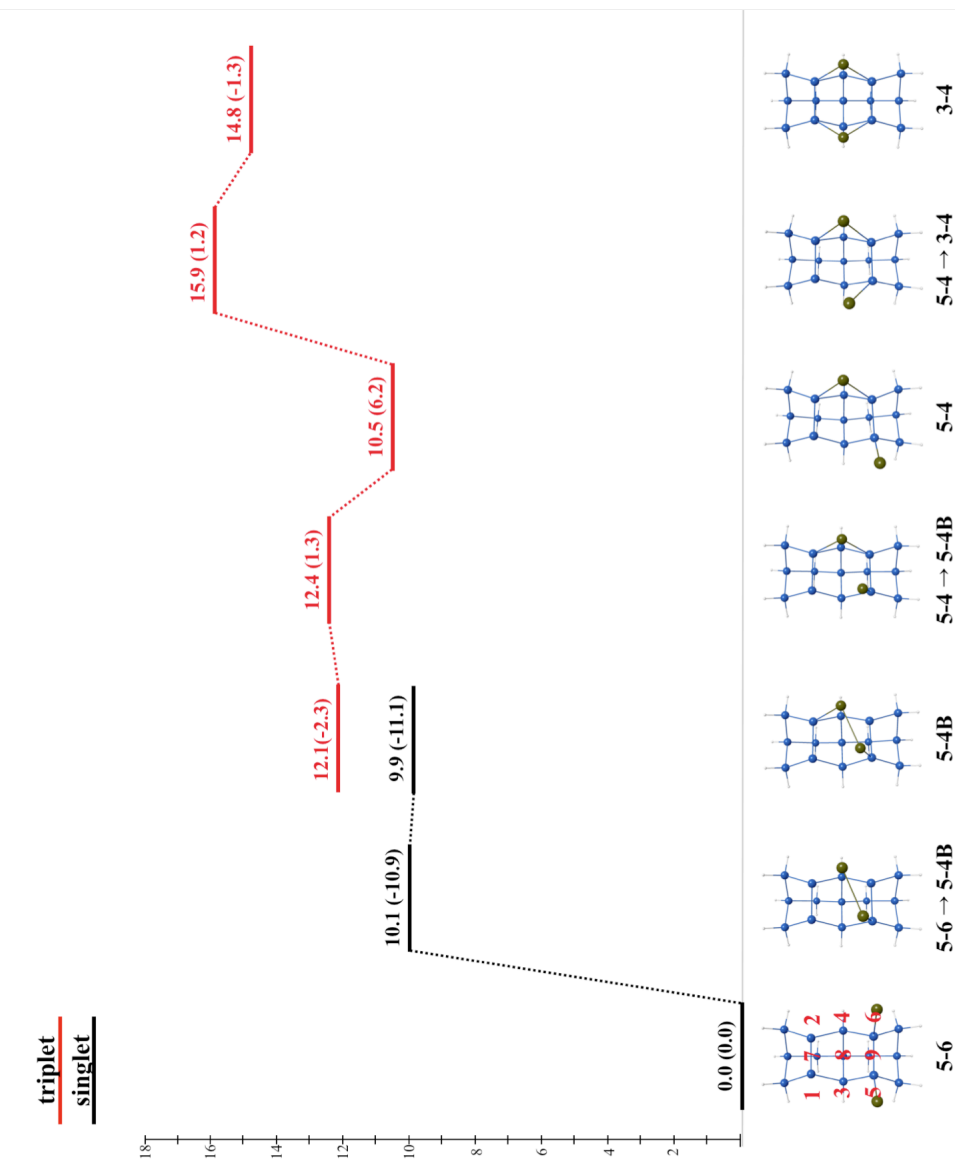 triplet
singlet
18
16
14
12
10
8
6
4
2
0.0 (0.0)
10.1 (-10.9)
9.9 (-11.1)
12.1(-2.3)
12.4 (1.3)
10.5 (6.2)
15.9 (1.2)
14.8 (-1.3)
1 2
7
3 8 4
5 9 6
5-6
5-6 → 5-4B
5-4B
5-4 → 5-4B
5-4
5-4 → 3-4
3-4